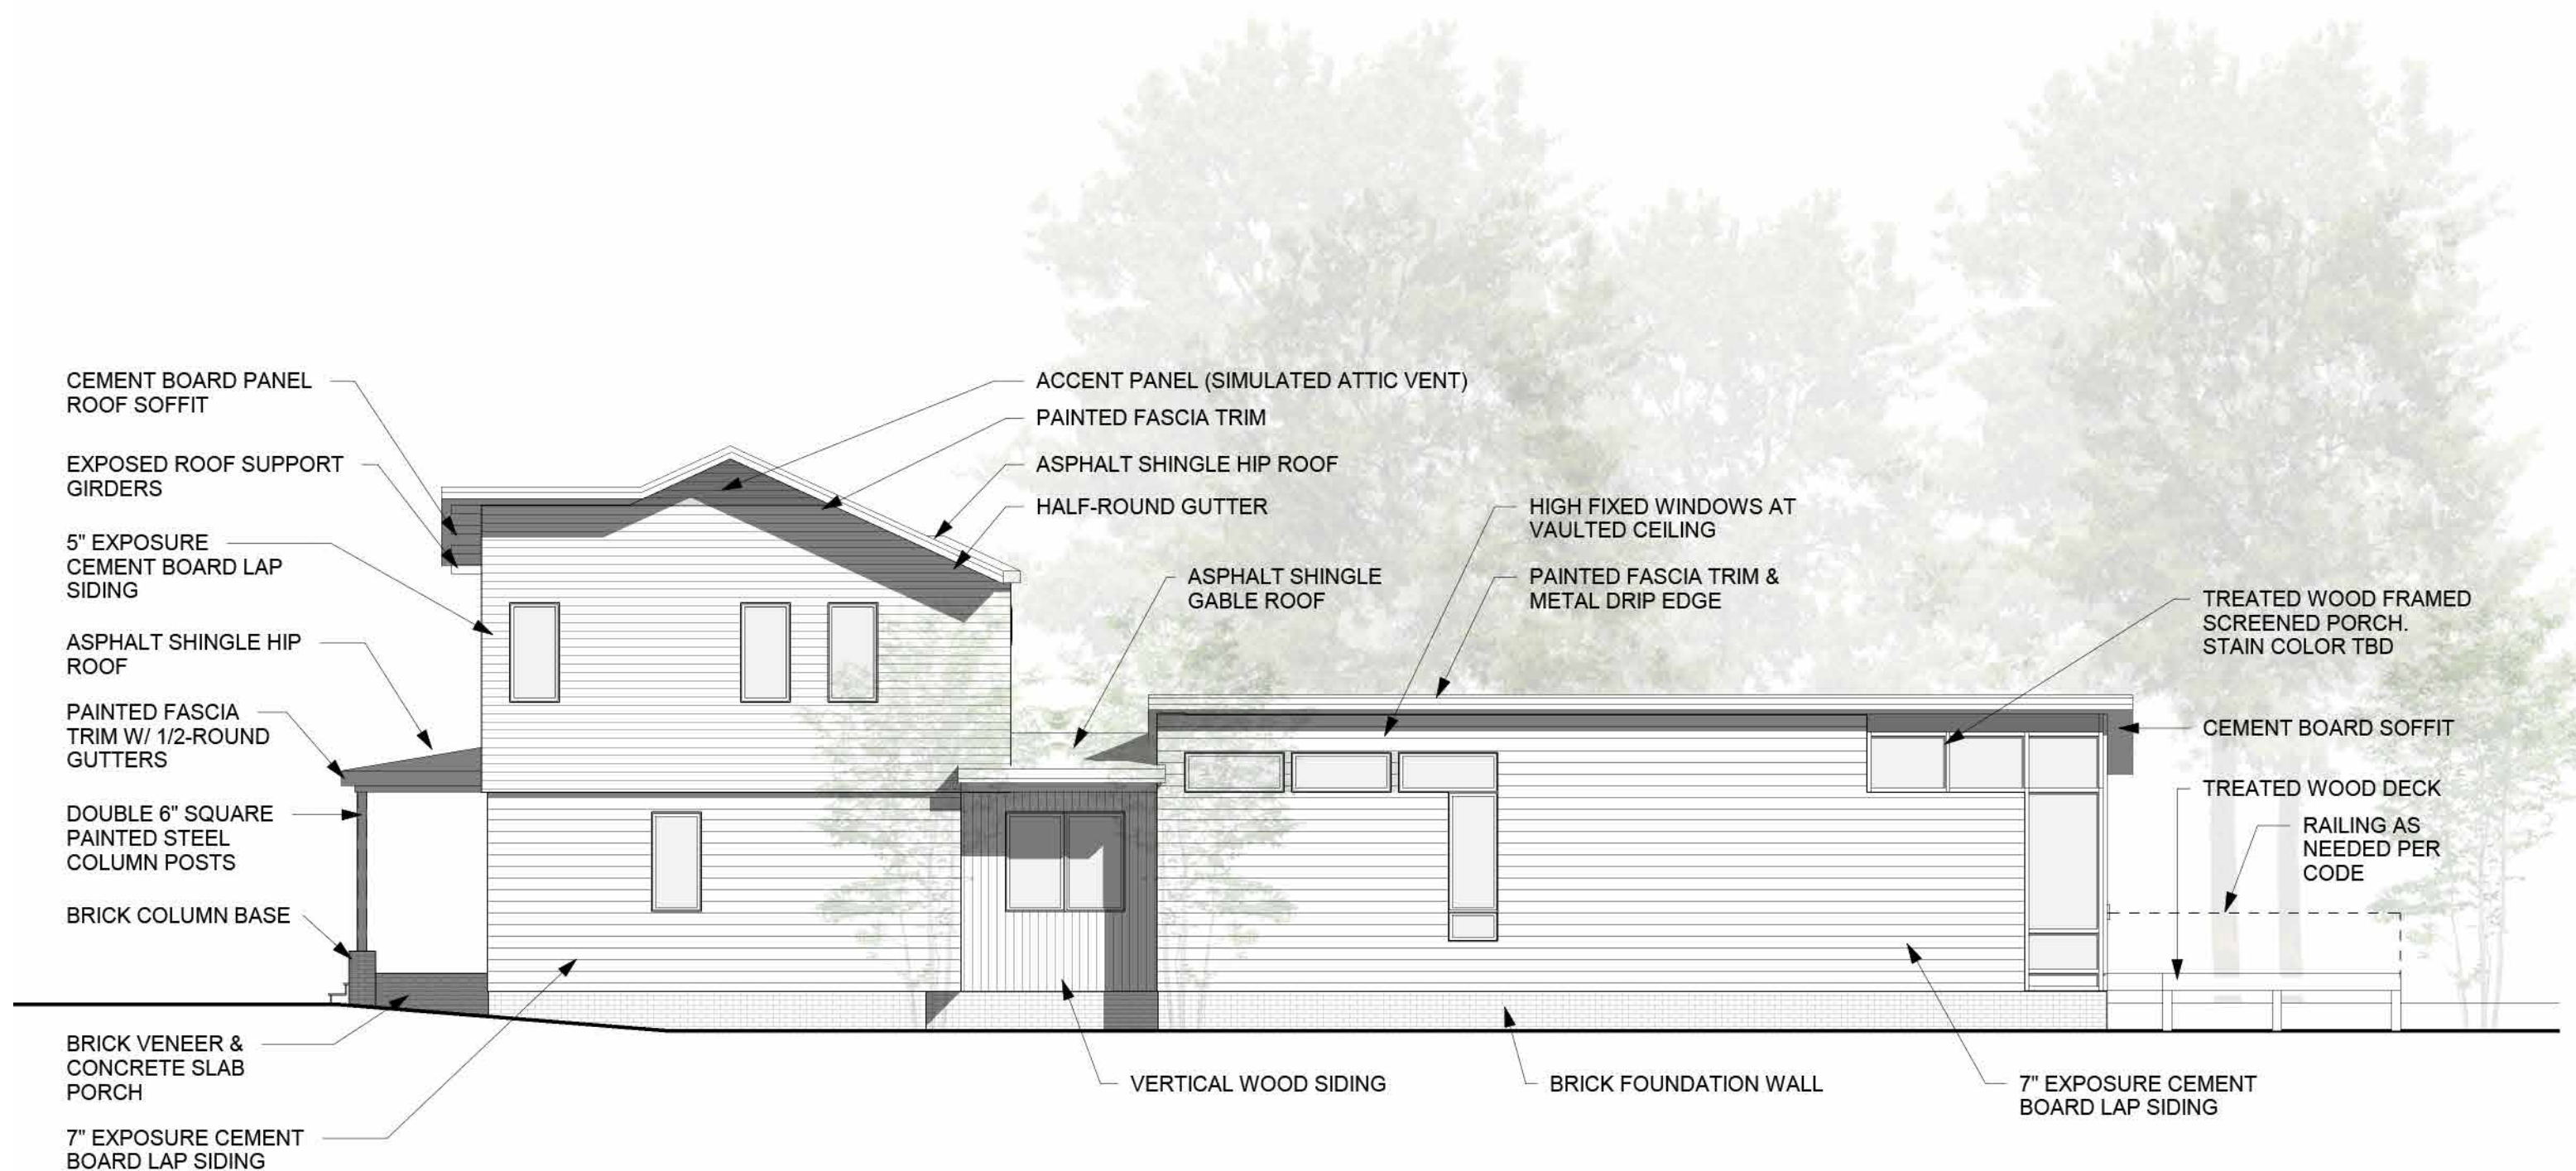 CEMENT BOARD PANEL
ROOF SOFFIT
EXPOSED ROOF SUPPORT
GIRDERS
5" EXPOSURE
CEMENT BOARD LAP
SIDING
ASPHALT SHINGLE HIP
ROOF
PAINTED FASCIA
TRIM W/ 1/2-ROUND
GUTTERS
DOUBLE 6" SQUARE
PAINTED STEEL
COLUMN POSTS
BRICK COLUMN BASE
BRICK VENEER &
CONCRETE SLAB
PORCH
7" EXPOSURE CEMENT
BOARD LAP SIDING
ACCENT PANEL (SIMULATED ATTIC VENT)
PAINTED FASCIA TRIM
ASPHALT SHINGLE HIP ROOF
HALF-ROUND GUTTER
ASPHALT SHINGLE
GABLE ROOF
HIGH FIXED WINDOWS AT
VAULTED CEILING
PAINTED FASCIA TRIM &
METAL DRIP EDGE
TREATED WOOD FRAMED
SCREENED PORCH.
STAIN COLOR TBD
CEMENT BOARD SOFFIT
TREATED WOOD DECK
RAILING AS
NEEDED PER
CODE
VERTICAL WOOD SIDING
BRICK FOUNDATION WALL
7" EXPOSURE CEMENT
BOARD LAP SIDING